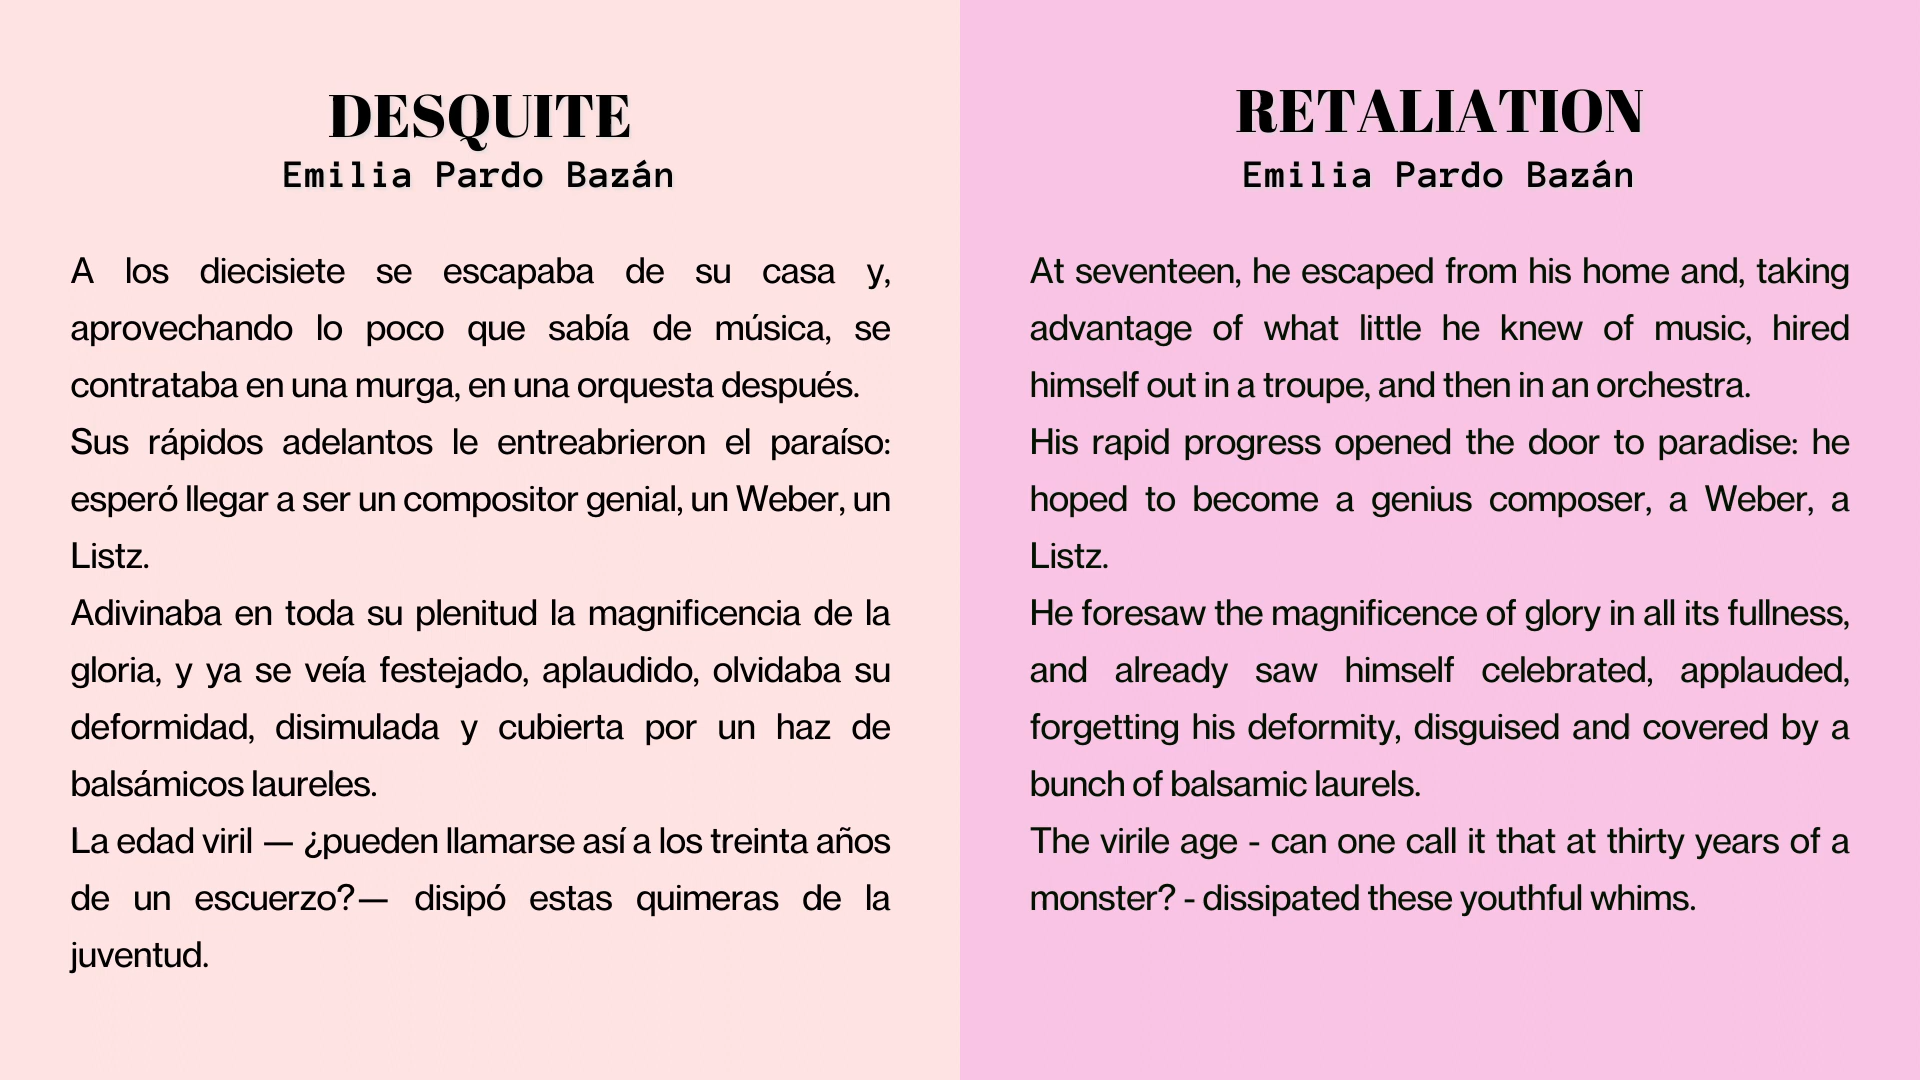 DESQUITE
Emilia Pardo Bazán
A los diecisiete se escapaba de su casa y,
aprovechando lo poco que sabía de música, se
contrataba en una murga, en una orquesta después.
Sus rápidos adelantos le entreabrieron el paraíso:
esperó llegar a ser un compositor genial, un Weber, un
Listz.
Adivinaba en toda su plenitud la magnificencia de la
gloria, y ya se veía festejado, aplaudido, olvidaba su
deformidad, disimulada y cubierta por un haz de
balsámicos laureles.
La edad viril — ¿pueden llamarse así a los treinta años
de un escuerzo?— disipó estas quimeras de la
juventud.
RETALIATION
Emilia Pardo Bazán
At seventeen, he escaped from his home and, taking
advantage of what little he knew of music, hired
himself out in a troupe, and then in an orchestra.
His rapid progress opened the door to paradise: he
hoped to become a genius composer, a Weber, a
Listz.
He foresaw the magnificence of glory in all its fullness,
and already saw himself celebrated, applauded,
forgetting his deformity, disguised and covered by a
bunch of balsamic laurels.
The virile age - can one call it that at thirty years of a
monster? - dissipated these youthful whims.